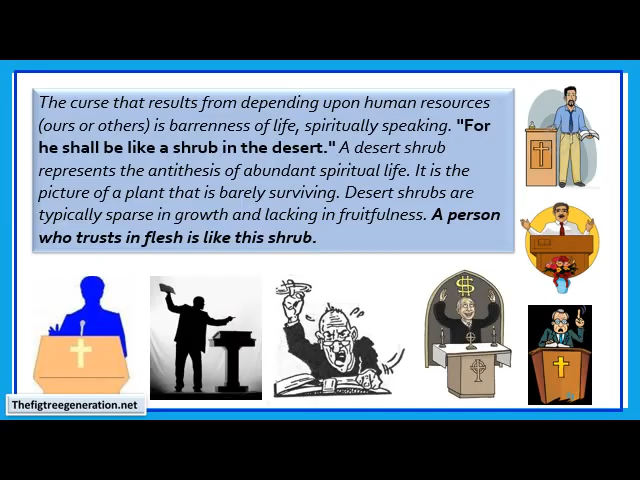 The curse that results from depending upon human resources
(ours or others) is barrenness of life, spiritually speaking. "For
he shall be like a shrub in the desert." A desert shrub
represents the antithesis of abundant spiritual life. It is the
picture of a plant that is barely surviving. Desert shrubs are
typically sparse in growth and lacking in fruitfulness. A person
who trusts in flesh is like this shrub.
$
Thefigtreegeneration.net